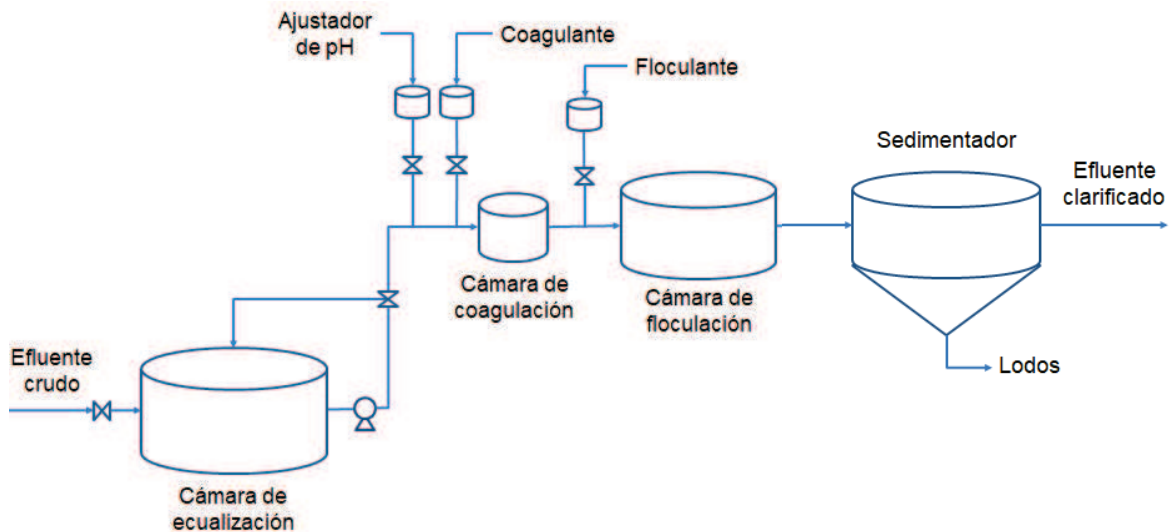 Ajustador
de pH
Coagulante
Floculante
Sedimentador
Efluente
clarificado
Cámara de
coagulación
Cámara de
floculación
Efluente
crudo
Lodos
Cámara de
ecualización